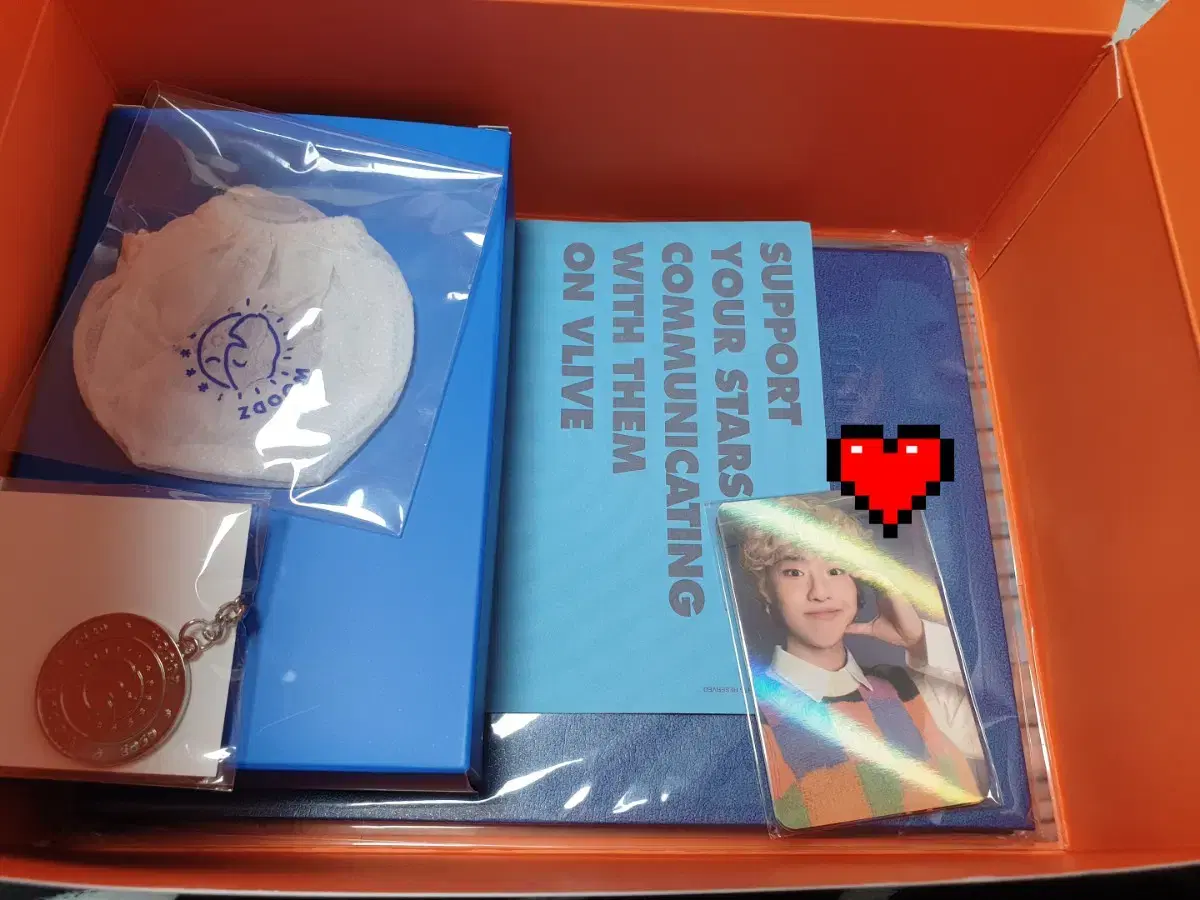 WOODZ
SUPPORT
YOUR STARS
COMMUNICATING
WITH THEM
ON VLIVE